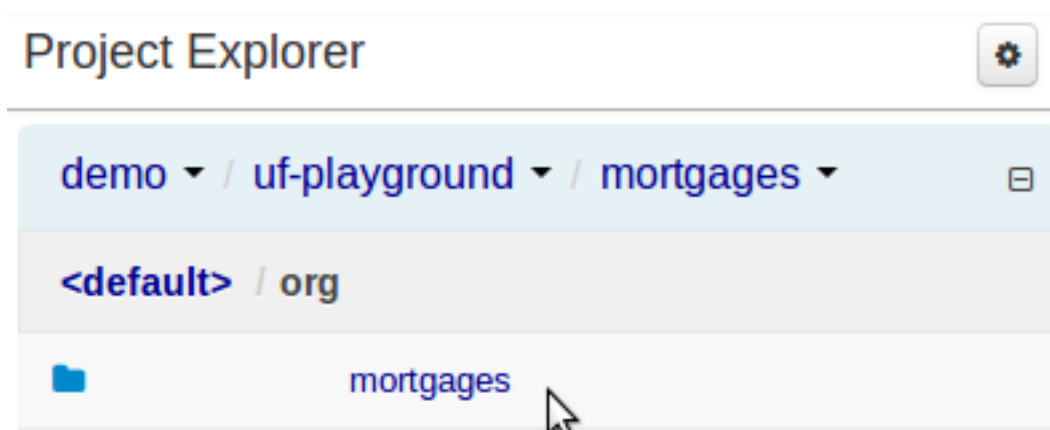 Project Explorer
demo / uf-playground / mortgages
<default> / org
mortgages